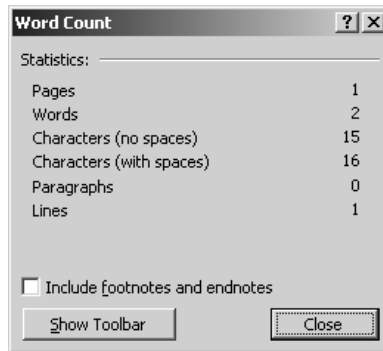 Word Count ? X
Statistics:
Pages 1
Words 2
Characters (no spaces) 15
Characters (with spaces) 16
Paragraphs 0
Lines 1
Include footnotes and endnotes
Show Toolbar Close